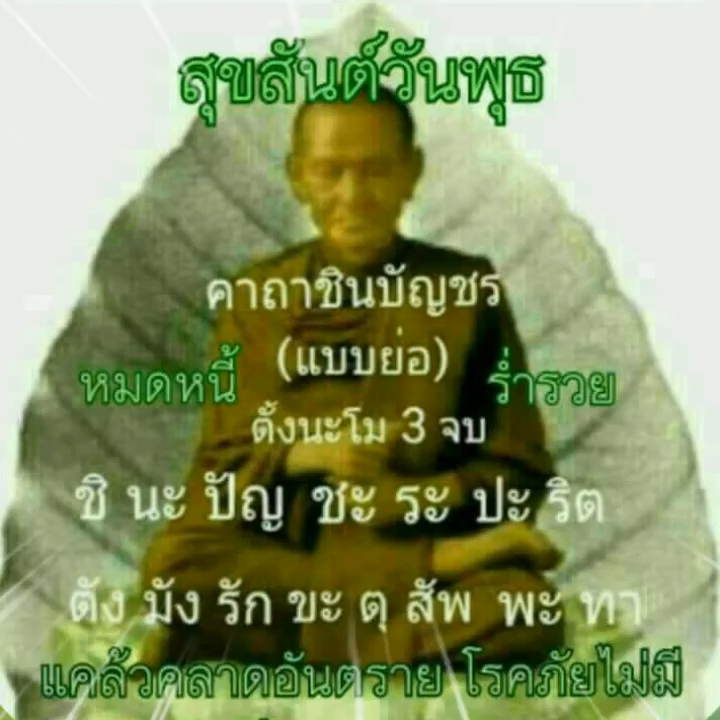 สุขสันต์วันพุธ
คาถาชินบัญชร
(แบบย่อ)
หมดหนี้ ร่ำรวย
ตั้งนะโม 3 จบ
ชิ นะ ปัญ ชะ ระ ปะ ริต
ตัง มัง รัก ขะ ตุ สัพ พะ ทา
แคล้วคลาดอันตราย โรคภัยไม่มี